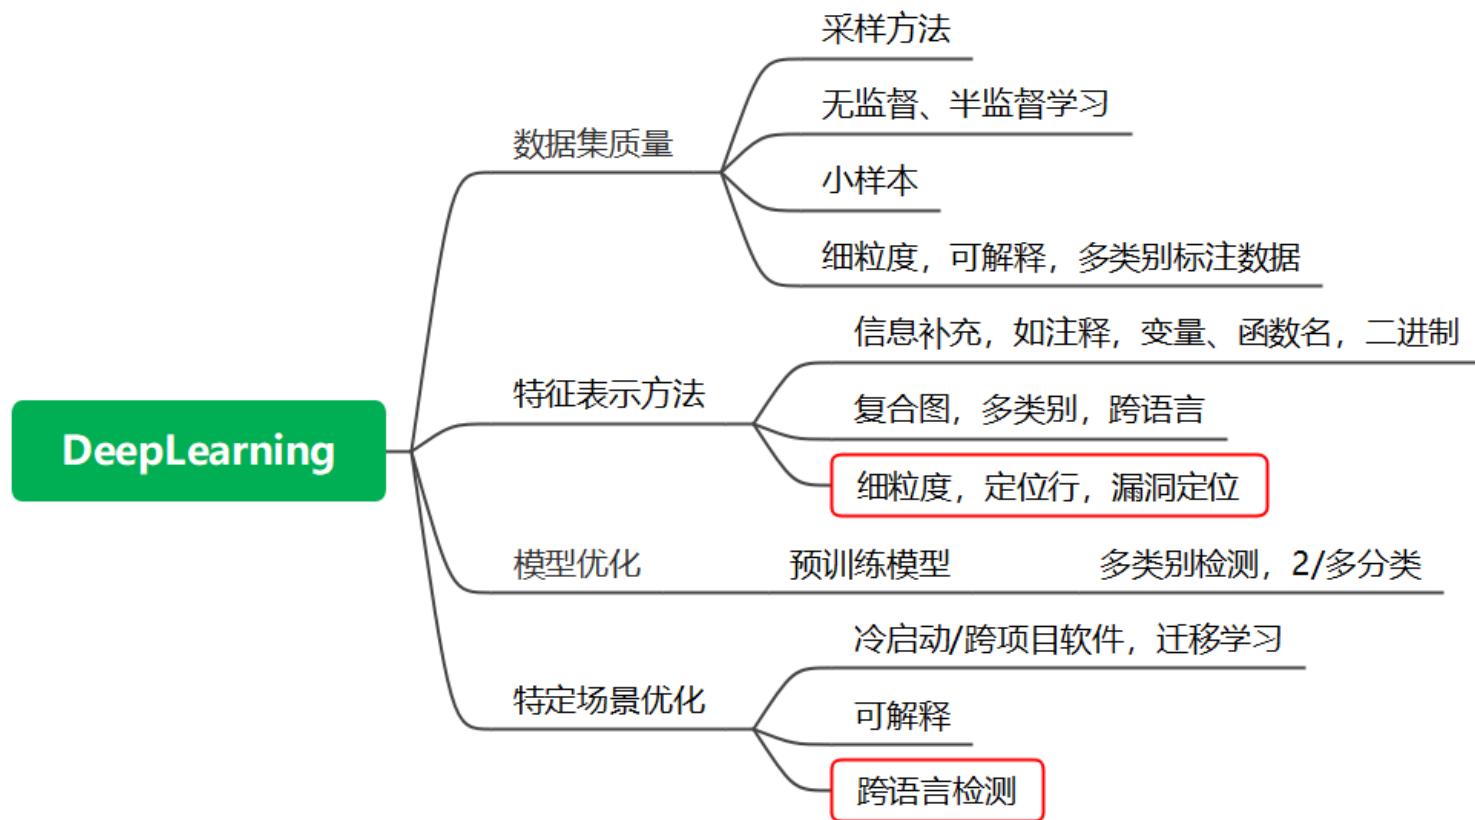 采样方法
无监督、半监督学习
数据集质量
小样本
细粒度，可解释，多类别标注数据
信息补充，如注释，变量、函数名，二进制
特征表示方法
复合图，多类别，跨语言
DeepLearning
细粒度，定位行，漏洞定位
模型优化 预训练模型 多类别检测，2/多分类
冷启动/跨项目软件，迁移学习
特定场景优化
可解释
跨语言检测